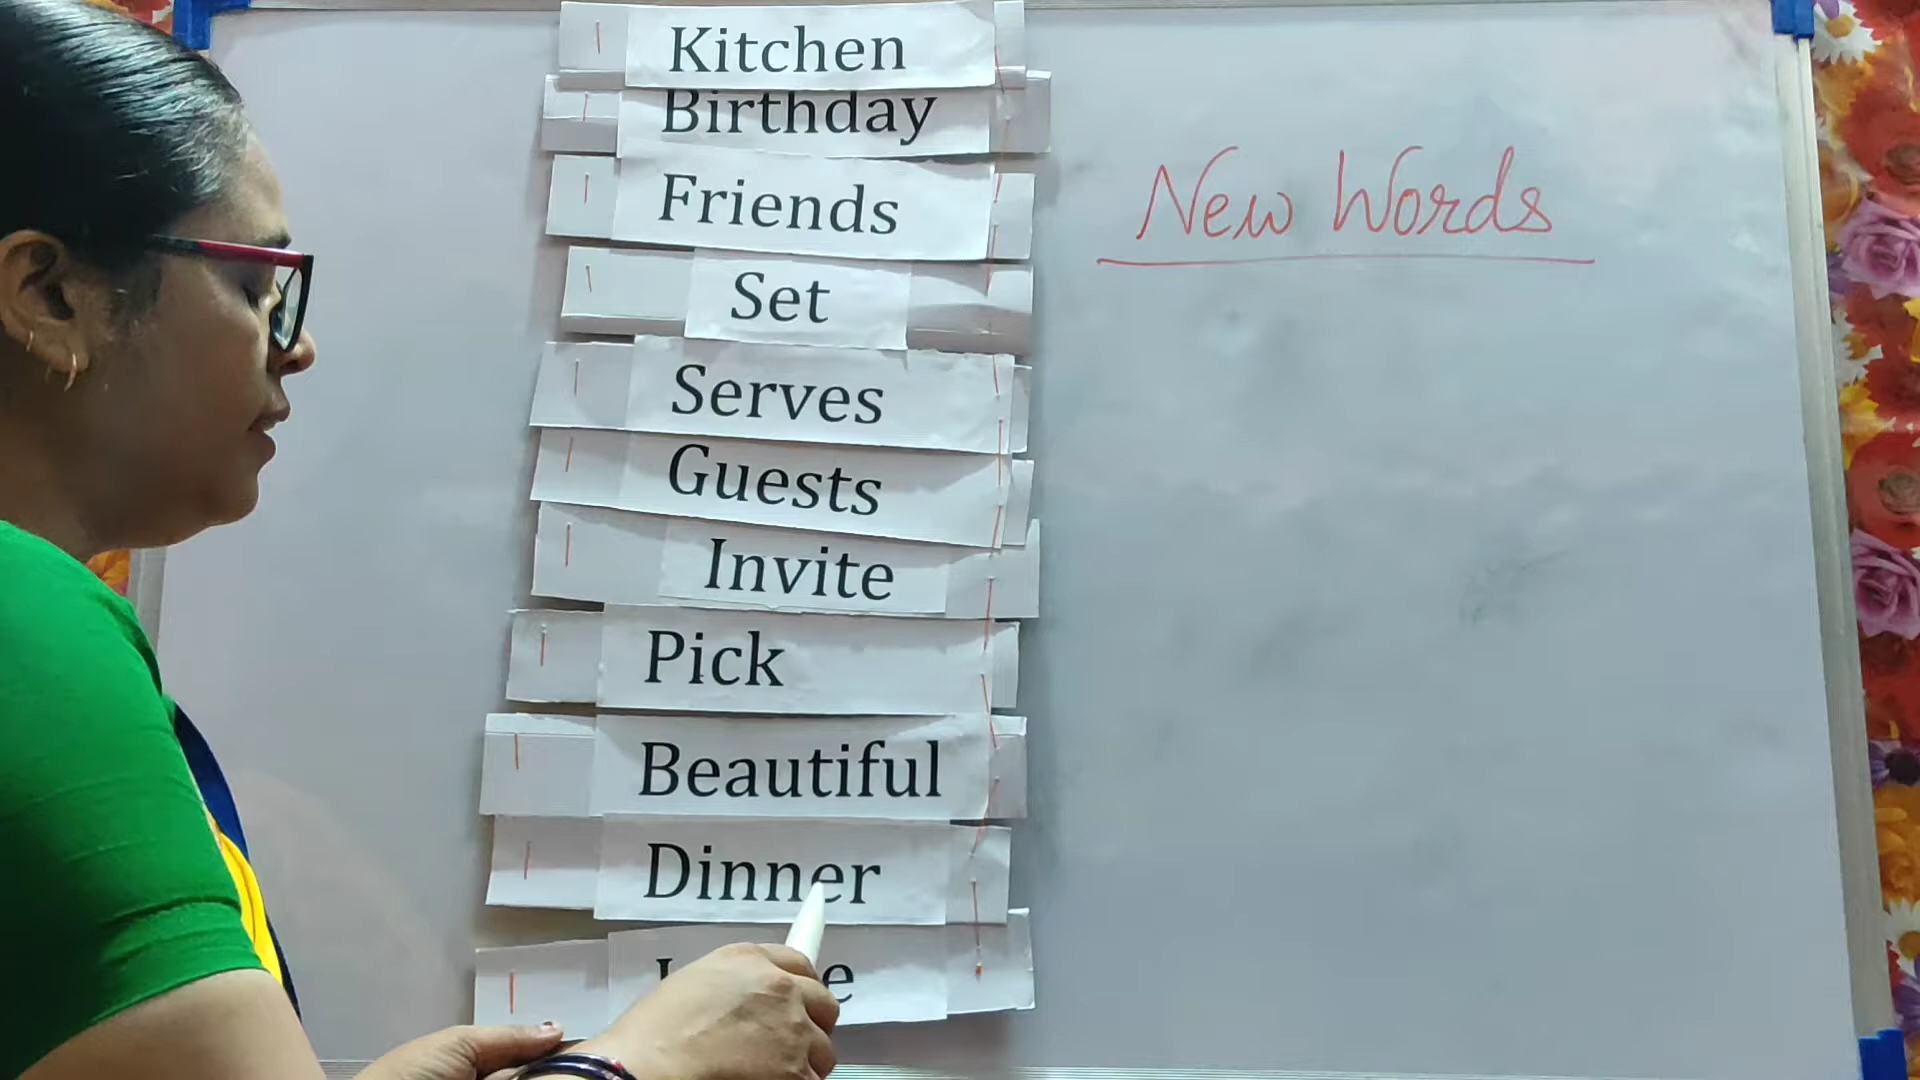 Kitchen
Birthday
Friends
New Words
Set
Serves
Guests
Invite
Pick
Beautiful
Dinner